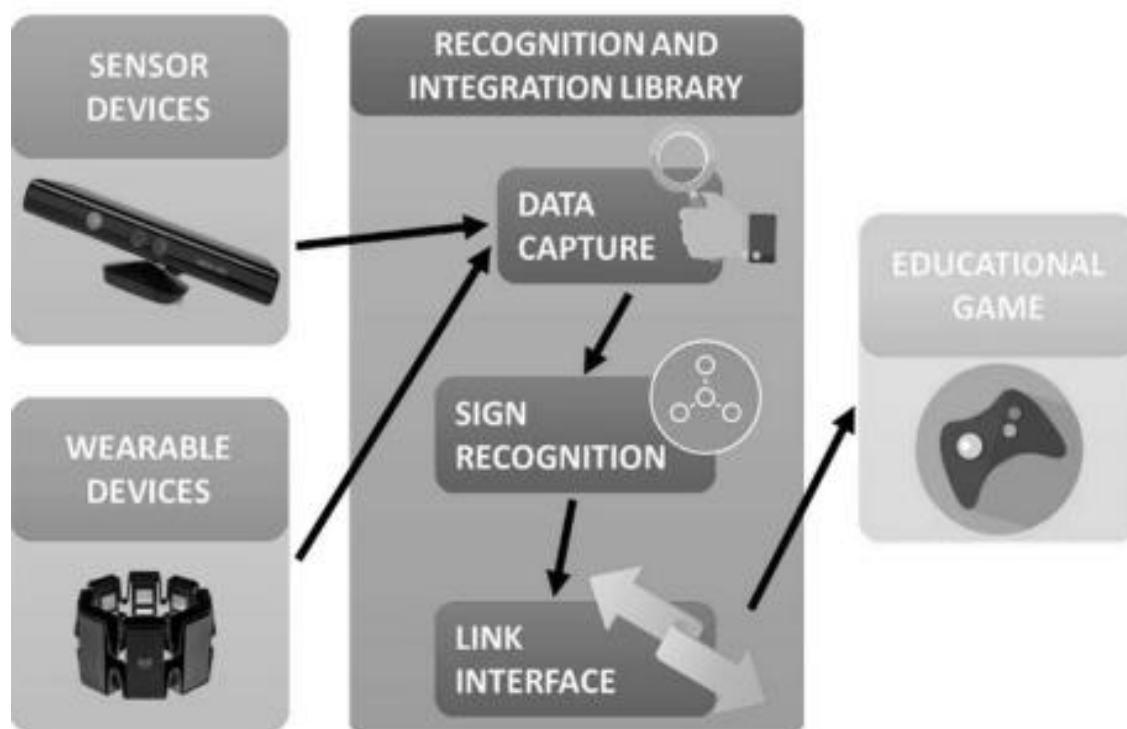 SENSOR
DEVICES
WEARABLE
DEVICES
RECOGNITION AND
INTEGRATION LIBRARY
DATA
CAPTURE
SIGN
RECOGNITION
LINK
INTERFACE
EDUCATIONAL
GAME